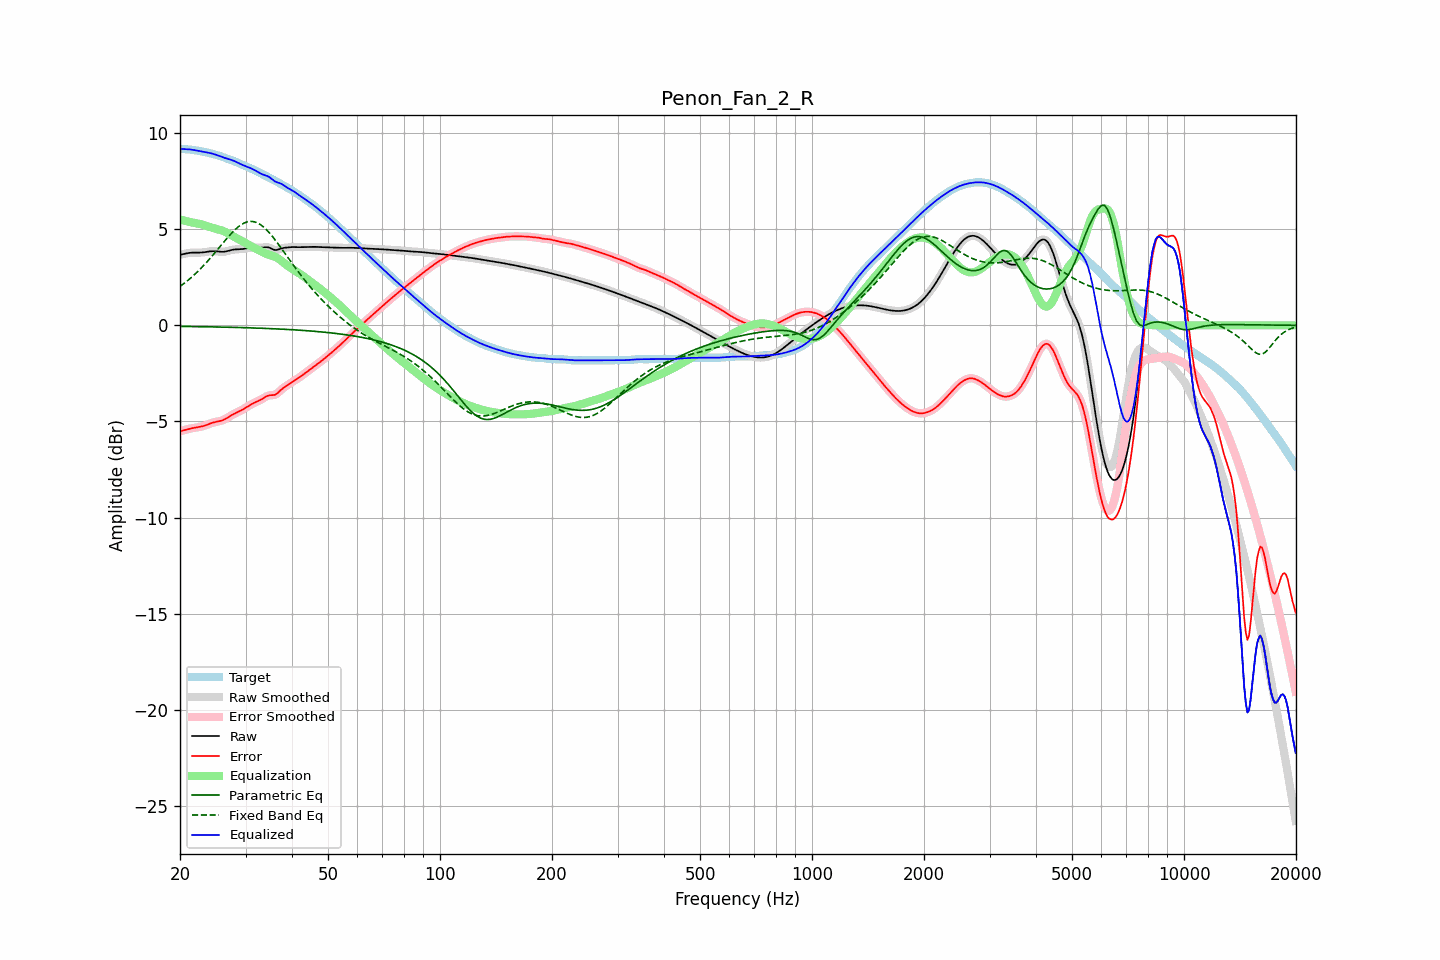 Penon_Fan_2_R
Amplitude (dBr)
10
5
0
−5
−10
−15
−20
−25
Target
Raw Smoothed
Error Smoothed
Raw
Error
Equalization
Parametric Eq
Fixed Band Eq
Equalized
20 50 100 200 500 1000 2000 5000 10000 20000
Frequency (Hz)